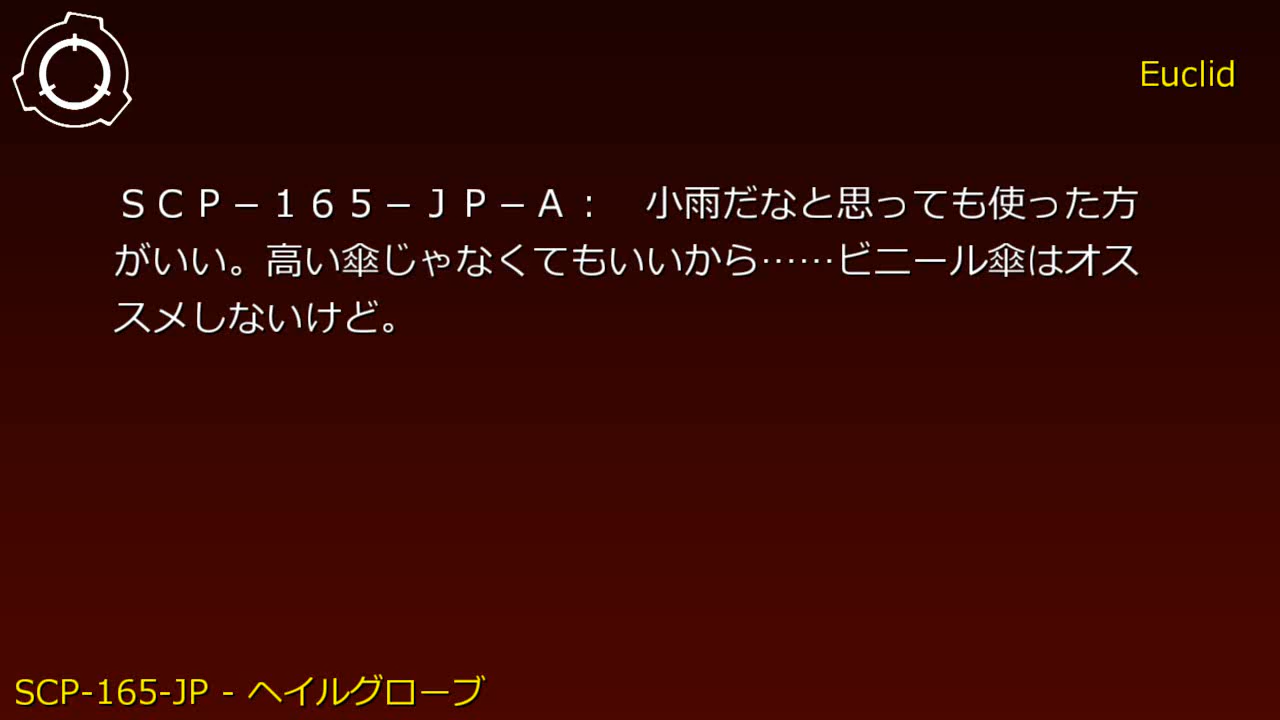 Euclid
ＳＣＰ－１６５－ＪＰ－Ａ：　小雨だなと思っても使った方
がいい。高い傘じゃなくてもいいから……ビニール傘はオス
スメしないけど。
SCP-165-JP - ヘイルグローブ